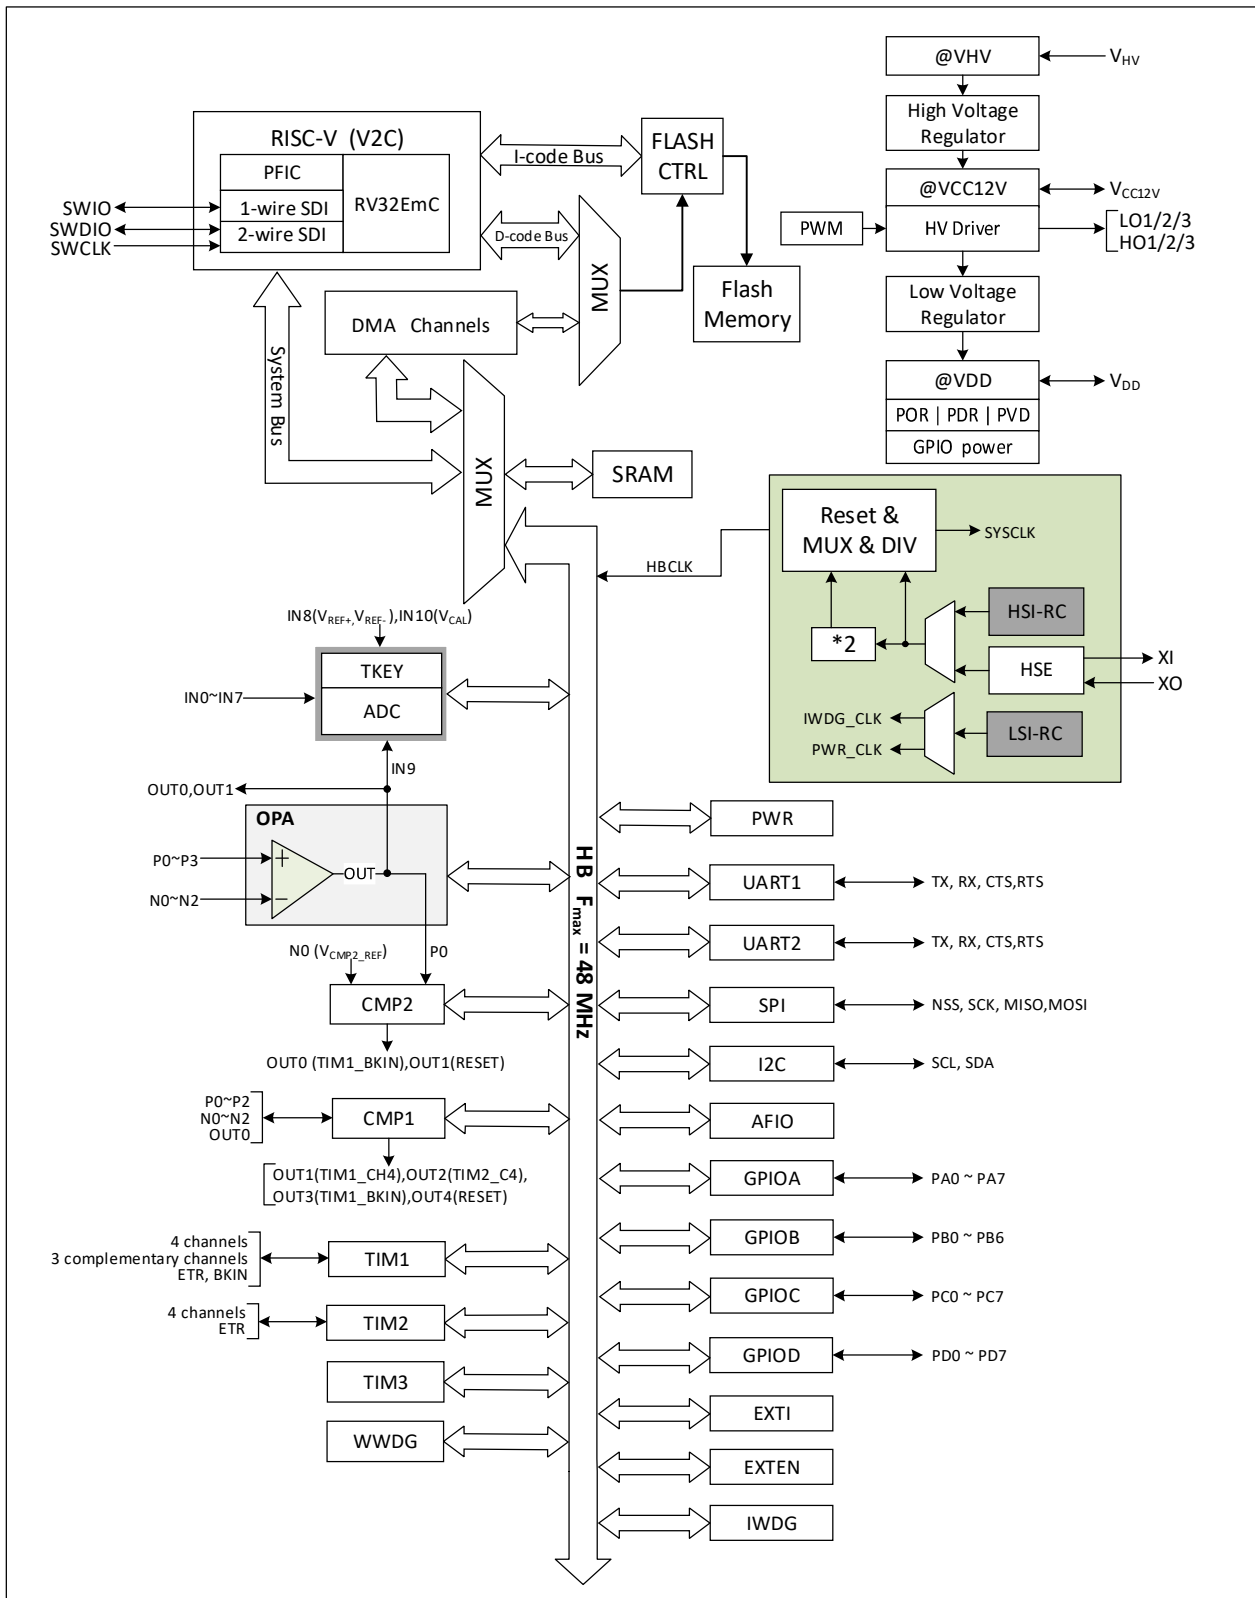 @VHV
V_HV
High Voltage
Regulator
@VCC12V
V_CC12V
PWM
HV Driver
LO1/2/3
HO1/2/3
Low Voltage
Regulator
@VDD
V_DD
POR | PDR | PVD
GPIO power
RISC-V (V2C)
PFIC
1-wire SDI
2-wire SDI
RV32EmC
SWIO
SWDIO
SWCLK
I-code Bus
FLASH
CTRL
D-code Bus
MUX
Flash
Memory
DMA Channels
System Bus
MUX
SRAM
Reset &
MUX & DIV
SYSCLK
HBCLK
*2
HSI-RC
HSE
XI
XO
IWDG_CLK
PWR_CLK
LSI-RC
IN8(V_REF+,V_REF-),IN10(V_CAL)
TKEY
ADC
IN0~IN7
IN9
OUT0,OUT1
OPA
P0~P3
+
OUT
N0~N2
−
N0 (V_CMP2_REF)
P0
CMP2
OUT0 (TIM1_BKIN),OUT1(RESET)
P0~P2
N0~N2
OUT0
CMP1
OUT1(TIM1_CH4),OUT2(TIM2_C4),
OUT3(TIM1_BKIN),OUT4(RESET)
4 channels
3 complementary channels
ETR, BKIN
TIM1
4 channels
ETR
TIM2
TIM3
WWDG
HB F_max = 48 MHz
PWR
UART1
TX, RX, CTS,RTS
UART2
TX, RX, CTS,RTS
SPI
NSS, SCK, MISO,MOSI
I2C
SCL, SDA
AFIO
GPIOA
PA0 ~ PA7
GPIOB
PB0 ~ PB6
GPIOC
PC0 ~ PC7
GPIOD
PD0 ~ PD7
EXTI
EXTEN
IWDG